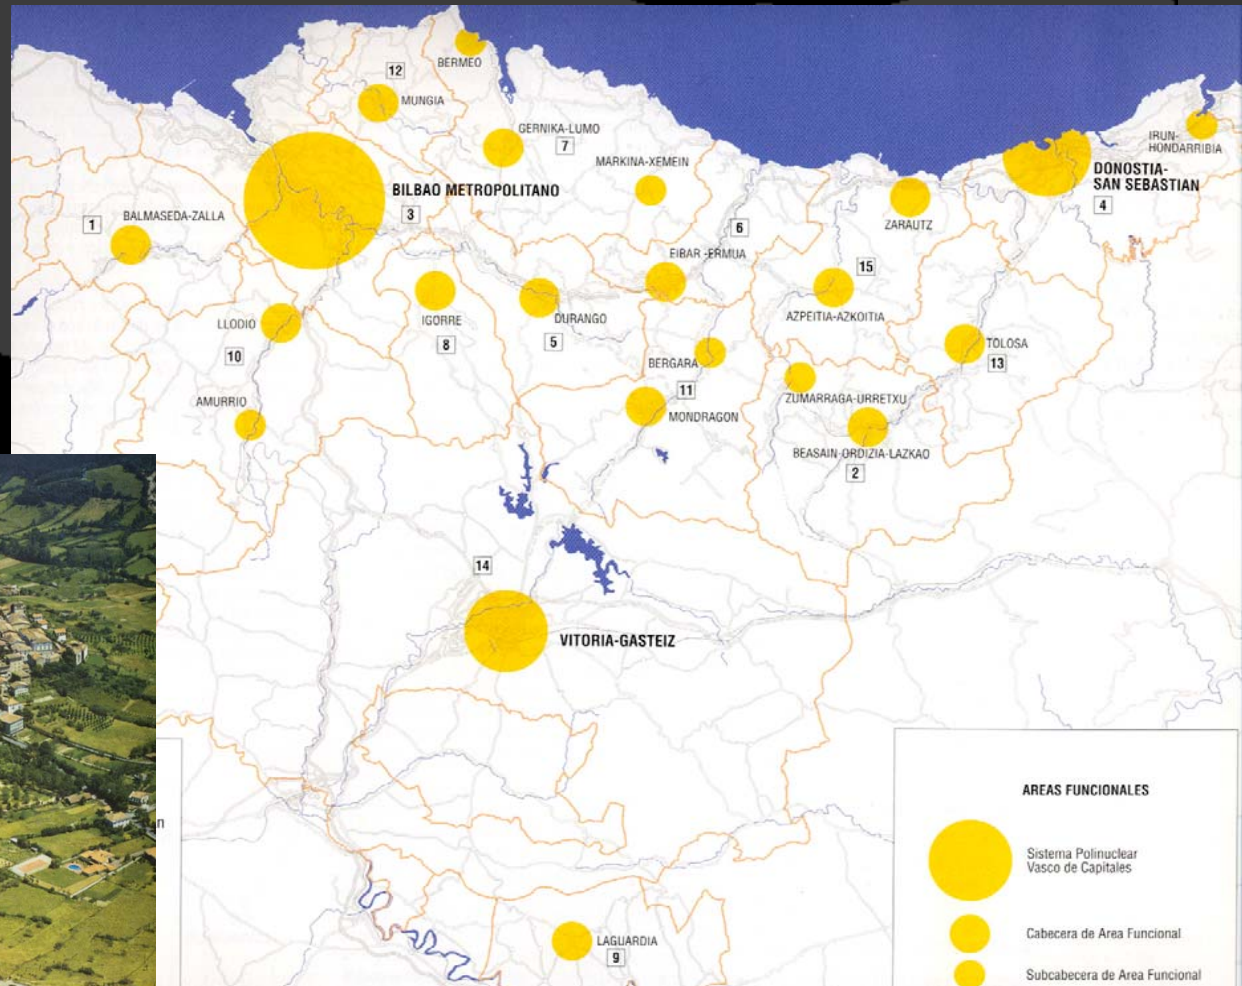 BERMEO
12
MUNGIA
GERNIKA-LUMO
7
MARKINA-XEMEIN
IRUN-
HONDARRIBIA
DONOSTIA-
SAN SEBASTIAN
4
BILBAO METROPOLITANO
3
BALMASEDA-ZALLA
1
6
ZARAUTZ
EIBAR -ERMUA
15
AZPEITIA-AZKOITIA
LLODIO
10
IGORRE
8
DURANGO
5
BERGARA
11
MONDRAGON
TOLOSA
13
ZUMARRAGA-URRETXU
AMURRIO
BEASAIN-ORDIZIA-LAZKAO
2
14
VITORIA-GASTEIZ
n
LAGUARDIA
9
AREAS FUNCIONALES
Sistema Polinuclear
Vasco de Capitales
Cabecera de Area Funcional
Subcabecera de Area Funcional